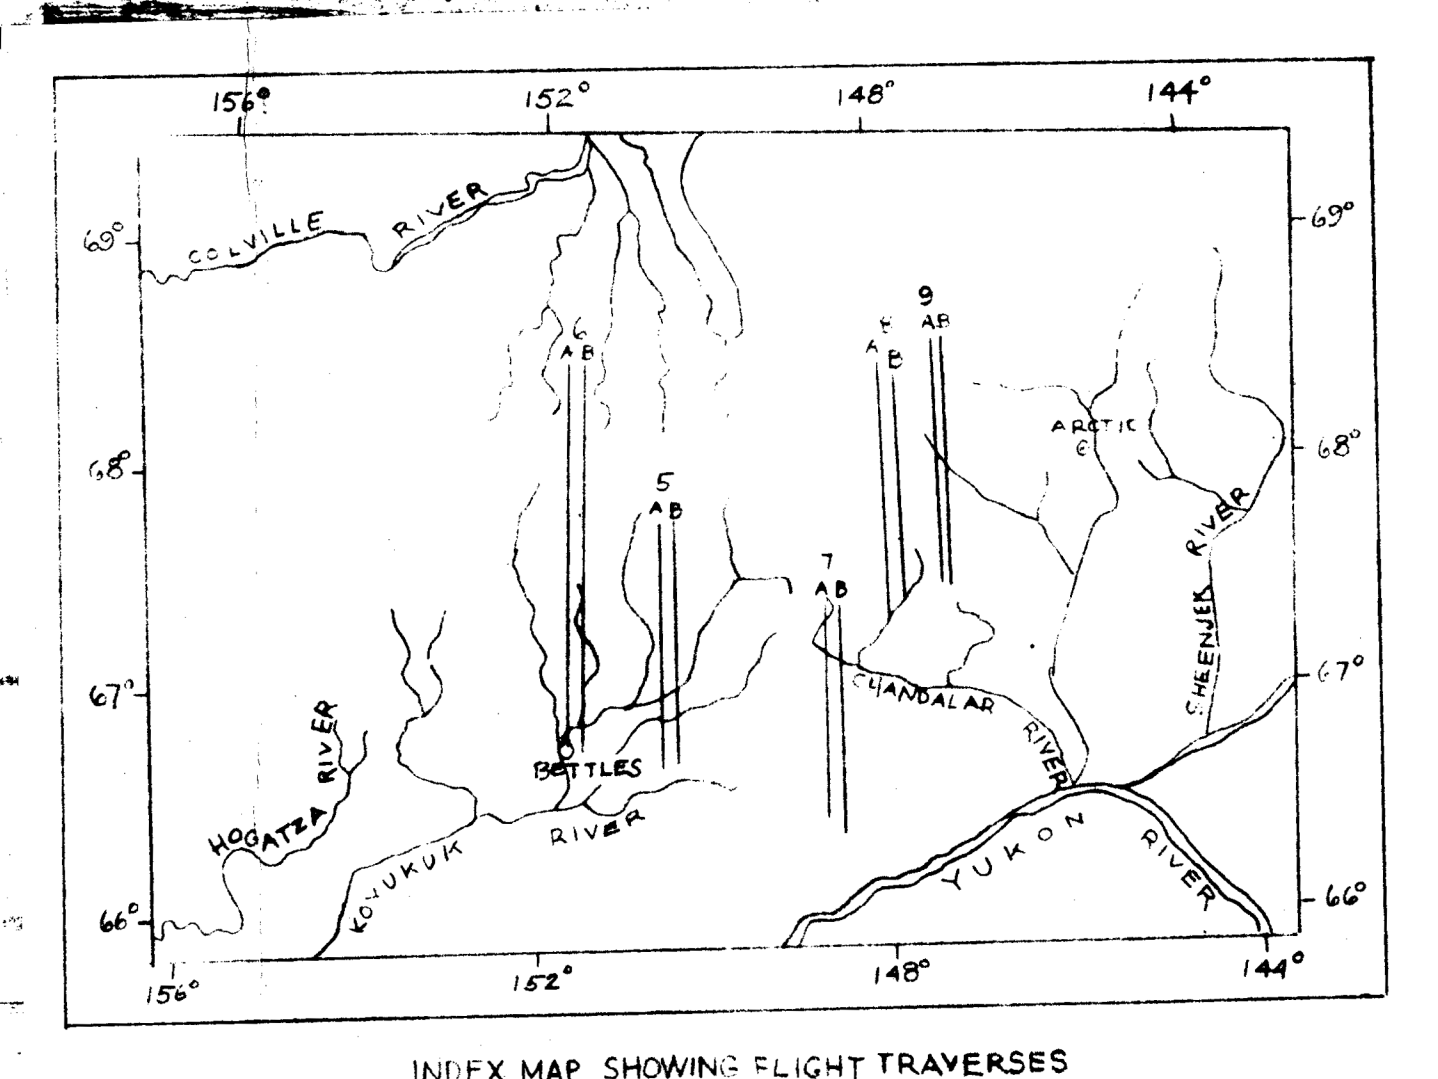 156° 152° 148° 144°
69° COLVILLE RIVER 69°
9
AB
6
A B
8
A B
ARCTIC
68° 68°
5
A B
7
A B
SHEENJEK RIVER
67° 67°
CHANDALAR RIVER
HOGATZA RIVER
BETTLES
KOYUKUK RIVER
YUKON RIVER
66° 66°
156° 152° 148° 144°
INDEX MAP SHOWING FLIGHT TRAVERSES